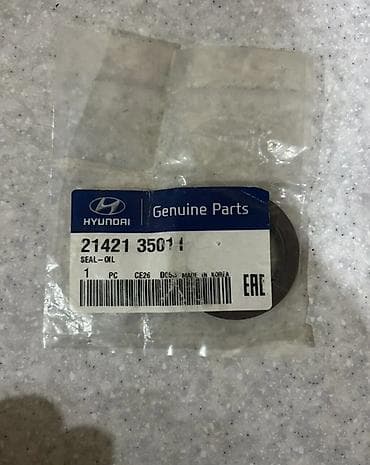 HYUNDAI
Genuine Parts
21421 35011
SEAL-OIL
1 PC CE26 MADE IN KOREA
EAC